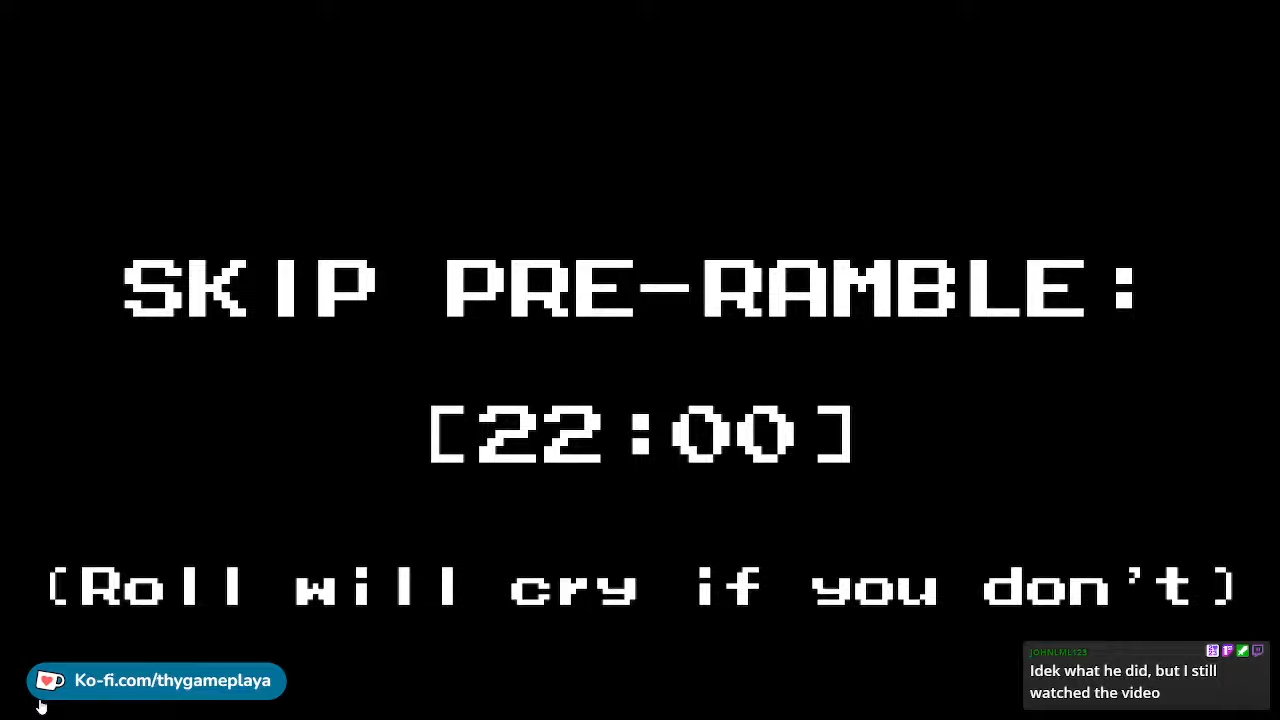 SKIP PRE-RAMBLE:
[22:00]
(Roll will cry if you don't)
Ko-fi.com/thygameplaya
JOHNLML123
Idek what he did, but I still
watched the video